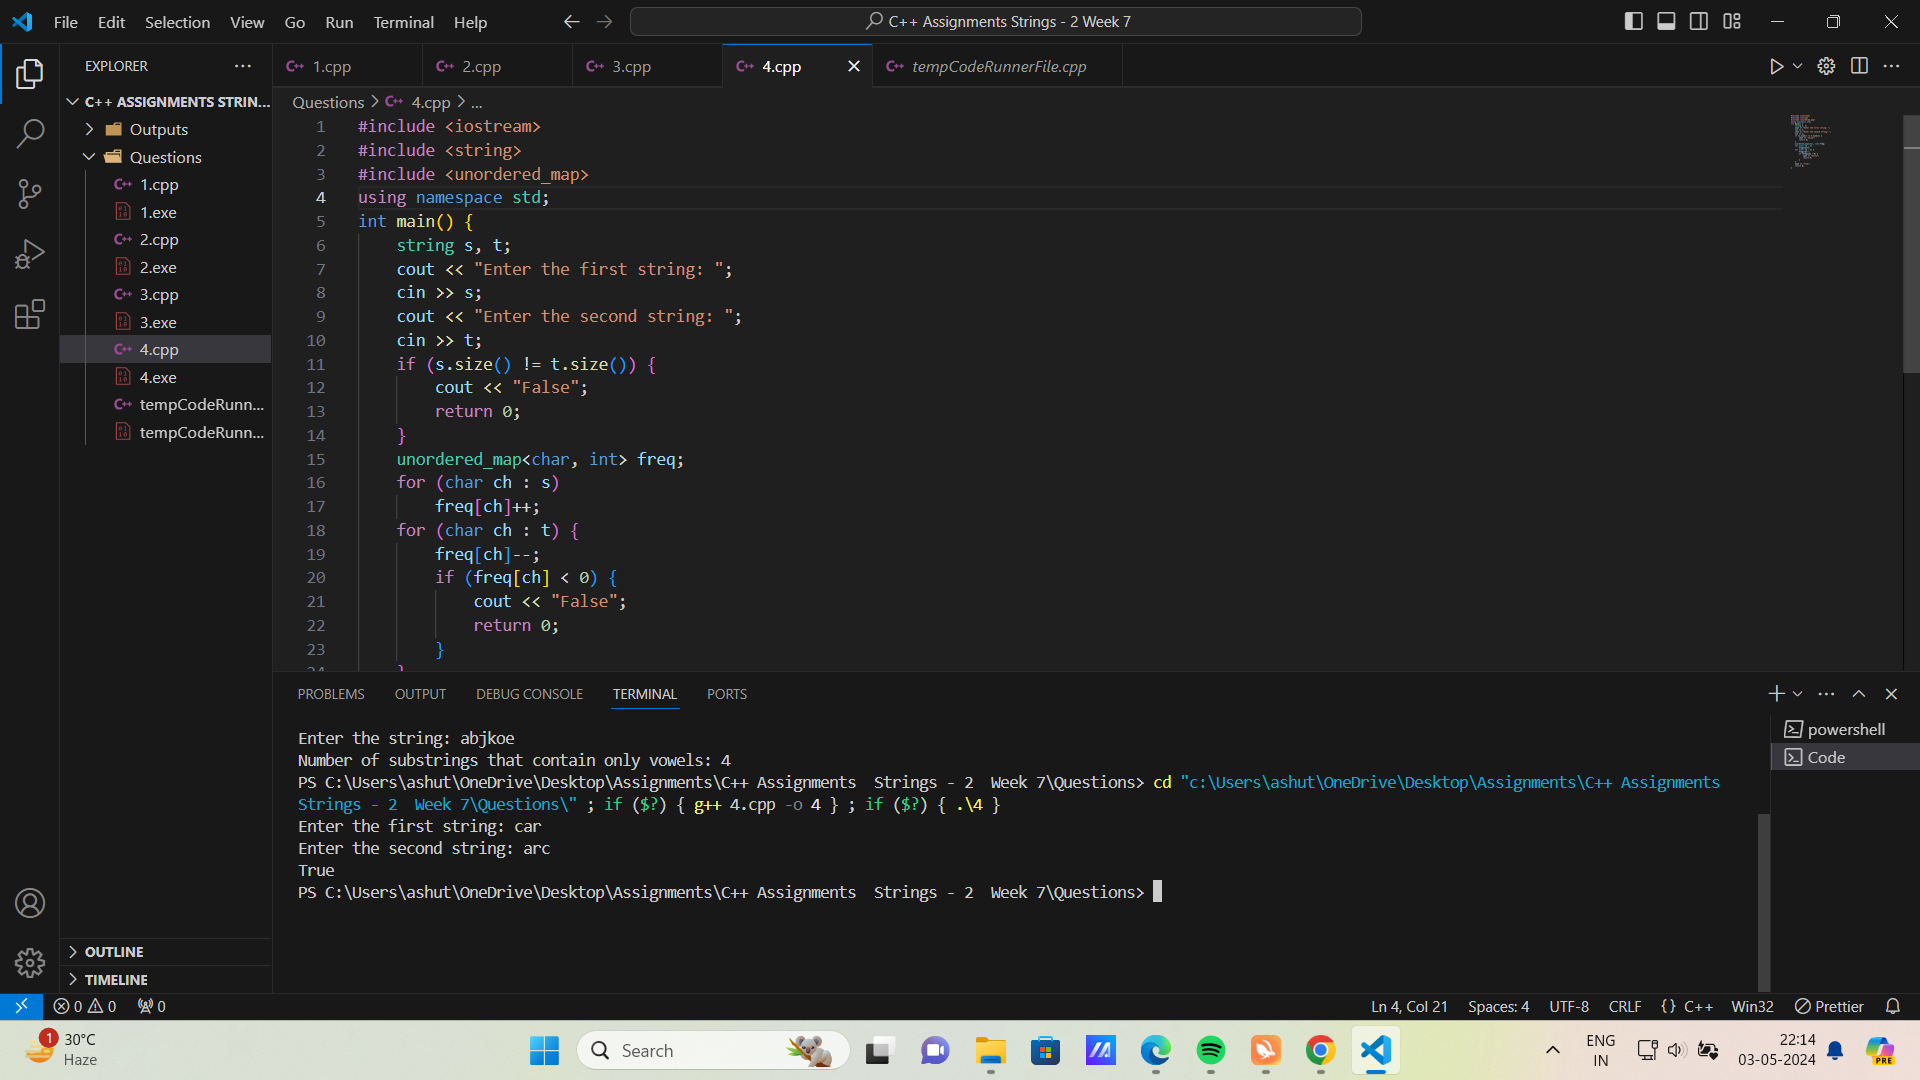 File Edit Selection View Go Run Terminal Help
C++ Assignments Strings - 2 Week 7
EXPLORER
C++ ASSIGNMENTS STRIN...
Outputs
Questions
1.cpp
1.exe
2.cpp
2.exe
3.cpp
3.exe
4.cpp
4.exe
tempCodeRunn...
tempCodeRunn...
OUTLINE
TIMELINE
1.cpp 2.cpp 3.cpp 4.cpp tempCodeRunnerFile.cpp
Questions > 4.cpp > ...
1 #include <iostream>
2 #include <string>
3 #include <unordered_map>
4 using namespace std;
5 int main() {
6 string s, t;
7 cout << "Enter the first string: ";
8 cin >> s;
9 cout << "Enter the second string: ";
10 cin >> t;
11 if (s.size() != t.size()) {
12 cout << "False";
13 return 0;
14 }
15 unordered_map<char, int> freq;
16 for (char ch : s)
17 freq[ch]++;
18 for (char ch : t) {
19 freq[ch]--;
20 if (freq[ch] < 0) {
21 cout << "False";
22 return 0;
23 }
24 }
PROBLEMS OUTPUT DEBUG CONSOLE TERMINAL PORTS
Enter the string: abjkoe
Number of substrings that contain only vowels: 4
PS C:\Users\ashut\OneDrive\Desktop\Assignments\C++ Assignments  Strings - 2  Week 7\Questions> cd "c:\Users\ashut\OneDrive\Desktop\Assignments\C++ Assignments
Strings - 2  Week 7\Questions\" ; if ($?) { g++ 4.cpp -o 4 } ; if ($?) { .\4 }
Enter the first string: car
Enter the second string: arc
True
PS C:\Users\ashut\OneDrive\Desktop\Assignments\C++ Assignments  Strings - 2  Week 7\Questions>
powershell
Code
0 0 0
Ln 4, Col 21 Spaces: 4 UTF-8 CRLF {} C++ Win32 Prettier
1
30°C
Haze
Search
ENG
IN
22:14
03-05-2024
PRE